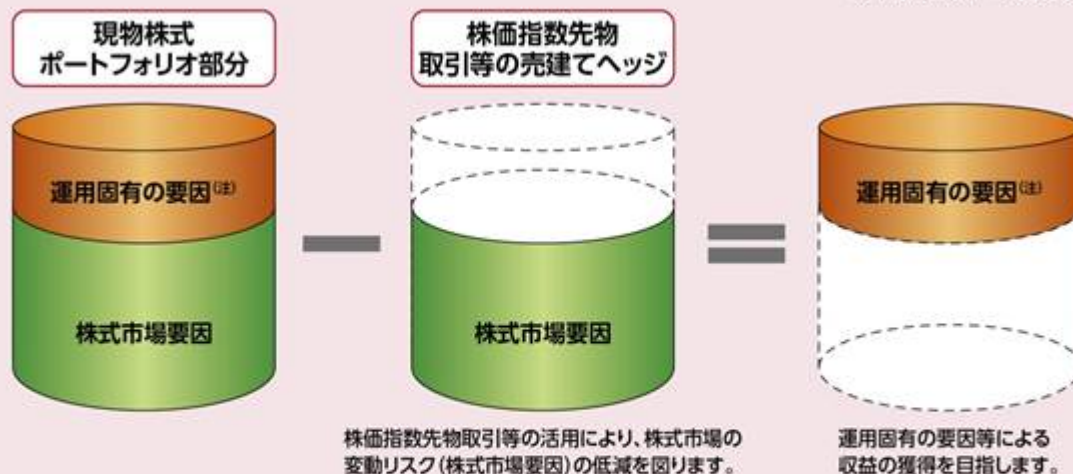 現物株式
ポートフォリオ部分
株価指数先物
取引等の売建てヘッジ
運用固有の要因(注)
株式市場要因
株式市場要因
運用固有の要因(注)
株価指数先物取引等の活用により、株式市場の
変動リスク(株式市場要因)の低減を図ります。
運用固有の要因等による
収益の獲得を目指します。